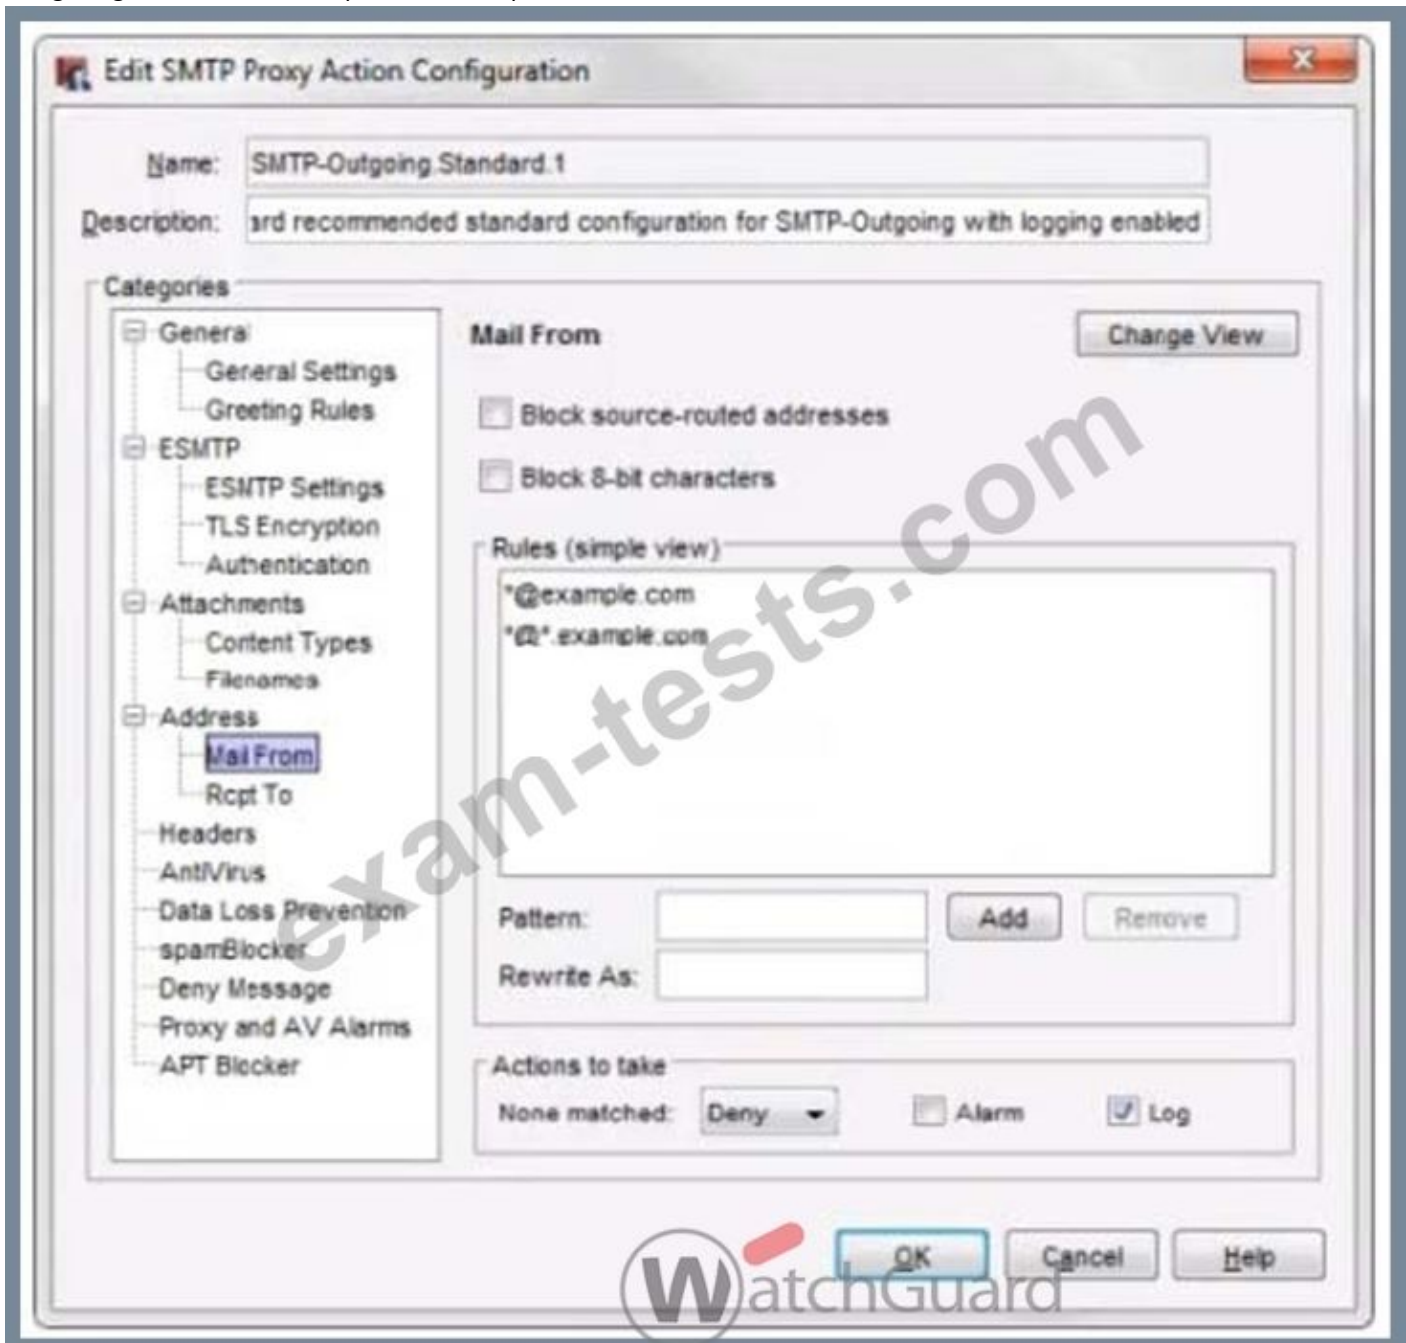 Edit SMTP Proxy Action Configuration
Name: SMTP-Outgoing.Standard.1
Description: ard recommended standard configuration for SMTP-Outgoing with logging enabled
Categories
General
General Settings
Greeting Rules
ESMTP
ESMTP Settings
TLS Encryption
Authentication
Attachments
Content Types
Filenames
Address
Mail From
Rcpt To
Headers
AntiVirus
Data Loss Prevention
spamBlocker
Deny Message
Proxy and AV Alarms
APT Blocker
Mail From
Change View
Block source-routed addresses
Block 8-bit characters
Rules (simple view)
*@example.com
*@*.example.com
Pattern: Add Remove
Rewrite As:
Actions to take
None matched: Deny Alarm Log
OK Cancel Help
exam-tests.com
WatchGuard